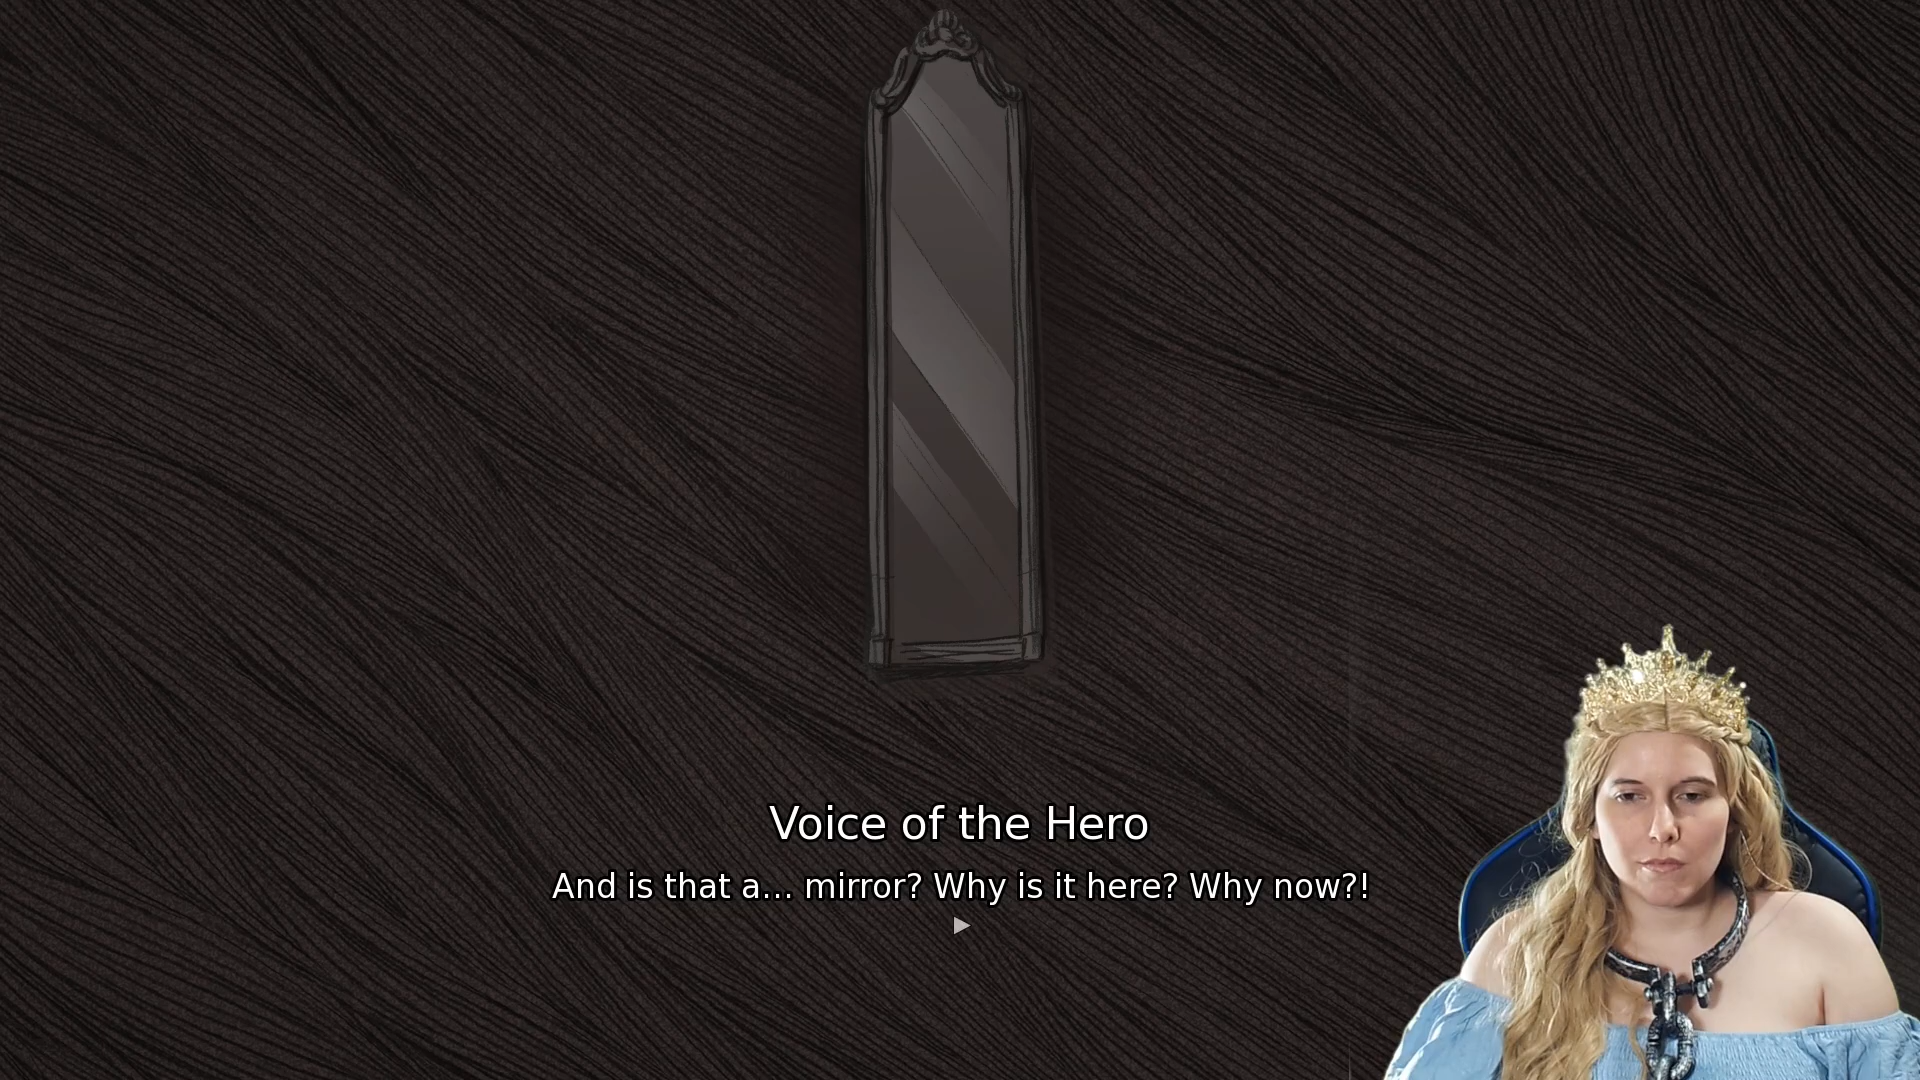 Voice of the Hero
And is that a... mirror? Why is it here? Why now?!